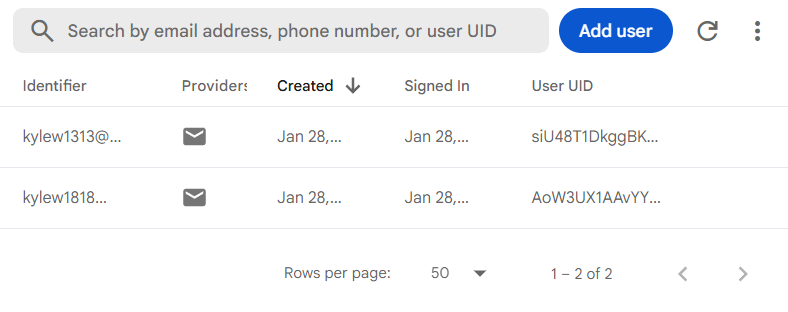 Search by email address, phone number, or user UID Add user
Identifier Providers Created Signed In User UID
kylew1313@... Jan 28,... Jan 28,... siU48T1DkggBK...
kylew1818... Jan 28,... Jan 28,... AoW3UX1AAvYY...
Rows per page: 50 1 – 2 of 2